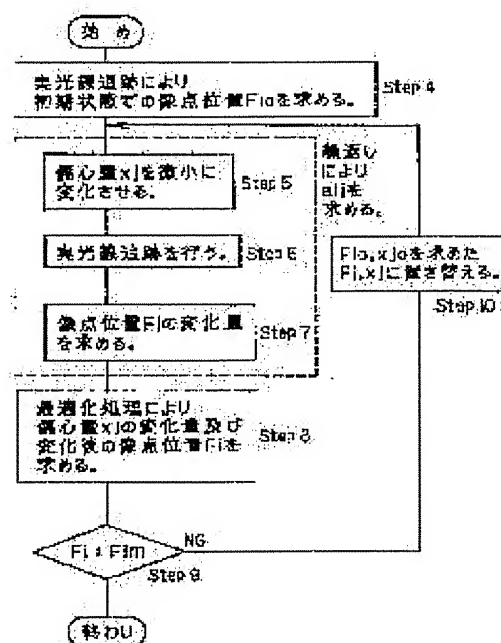 始め
実光線追跡により
初期状態での像点位置Fioを求める。
Step 4
偏心量xjを微小に
変化させる。
Step 5
繰返し
により
aijを
求める。
実光線追跡を行う。
Step 6
Fio,xjoを求めた
Fi,xjに置き替える。
Step 10
像点位置Fiの変化量
を求める。
Step 7
最適化処理により
偏心量xjの変化量及び
変化後の像点位置Fiを
求める。
Step 8
NG
Step 9
終わり